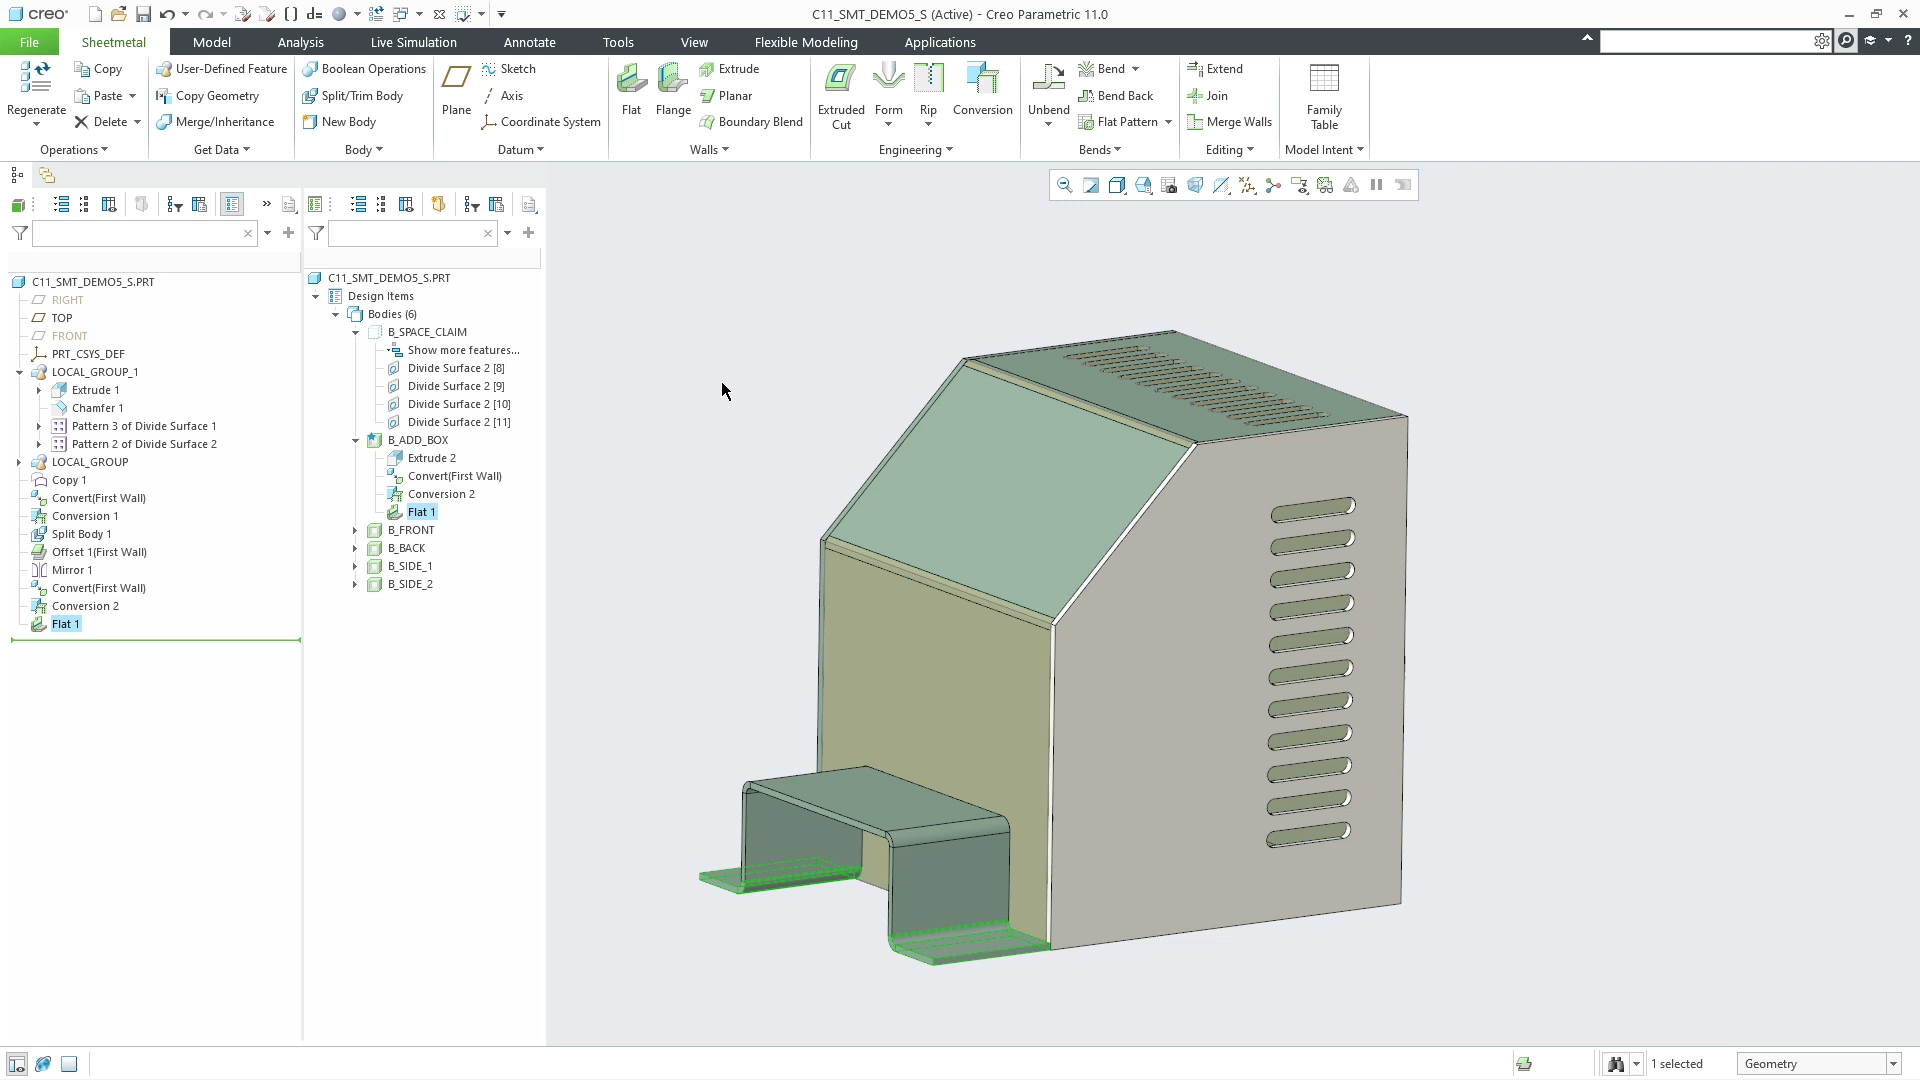 creo
d=
C11_SMT_DEMO5_S (Active) - Creo Parametric 11.0
File
Sheetmetal
Model
Analysis
Live Simulation
Annotate
Tools
View
Flexible Modeling
Applications
?
Regenerate
Copy
Paste
Delete
Operations
User-Defined Feature
Copy Geometry
Merge/Inheritance
Get Data
Boolean Operations
Split/Trim Body
New Body
Body
Plane
Sketch
Axis
Coordinate System
Datum
Flat
Flange
Extrude
Planar
Boundary Blend
Walls
Extruded Cut
Form
Rip
Conversion
Engineering
Unbend
Bend
Bend Back
Flat Pattern
Bends
Extend
Join
Merge Walls
Editing
Family Table
Model Intent
C11_SMT_DEMO5_S.PRT
RIGHT
TOP
FRONT
PRT_CSYS_DEF
LOCAL_GROUP_1
Extrude 1
Chamfer 1
Pattern 3 of Divide Surface 1
Pattern 2 of Divide Surface 2
LOCAL_GROUP
Copy 1
Convert(First Wall)
Conversion 1
Split Body 1
Offset 1(First Wall)
Mirror 1
Convert(First Wall)
Conversion 2
Flat 1
C11_SMT_DEMO5_S.PRT
Design Items
Bodies (6)
B_SPACE_CLAIM
Show more features...
Divide Surface 2 [8]
Divide Surface 2 [9]
Divide Surface 2 [10]
Divide Surface 2 [11]
B_ADD_BOX
Extrude 2
Convert(First Wall)
Conversion 2
Flat 1
B_FRONT
B_BACK
B_SIDE_1
B_SIDE_2
1 selected
Geometry